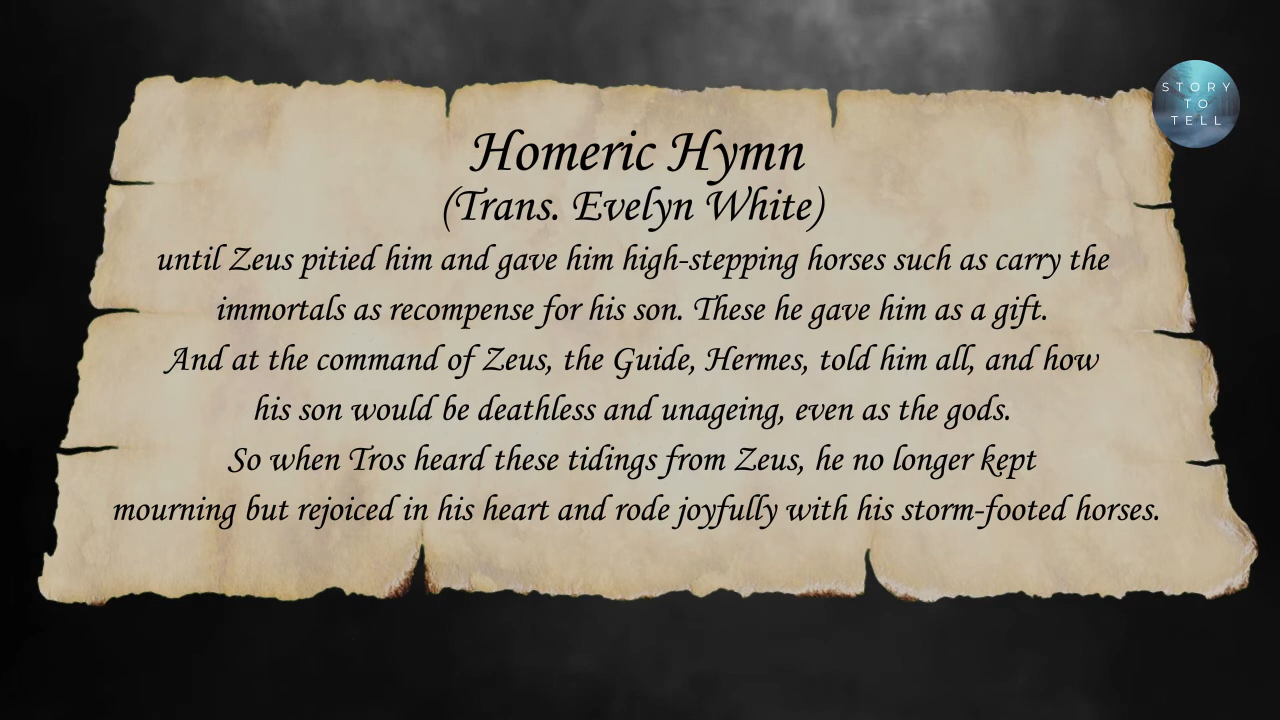 STORY
TO
TELL
Homeric Hymn
(Trans. Evelyn White)
until Zeus pitied him and gave him high-stepping horses such as carry the
immortals as recompense for his son. These he gave him as a gift.
And at the command of Zeus, the Guide, Hermes, told him all, and how
his son would be deathless and unageing, even as the gods.
So when Tros heard these tidings from Zeus, he no longer kept
mourning but rejoiced in his heart and rode joyfully with his storm-footed horses.